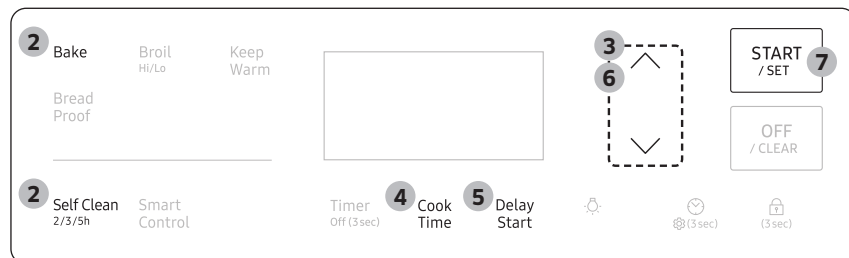 2 Bake
Broil
Hi/Lo
Keep
Warm
Bread
Proof
3
6
START
/ SET
7
OFF
/ CLEAR
2 Self Clean
2/3/5h
Smart
Control
Timer
Off (3 sec)
4 Cook
Time
5 Delay
Start
(3 sec)
(3 sec)